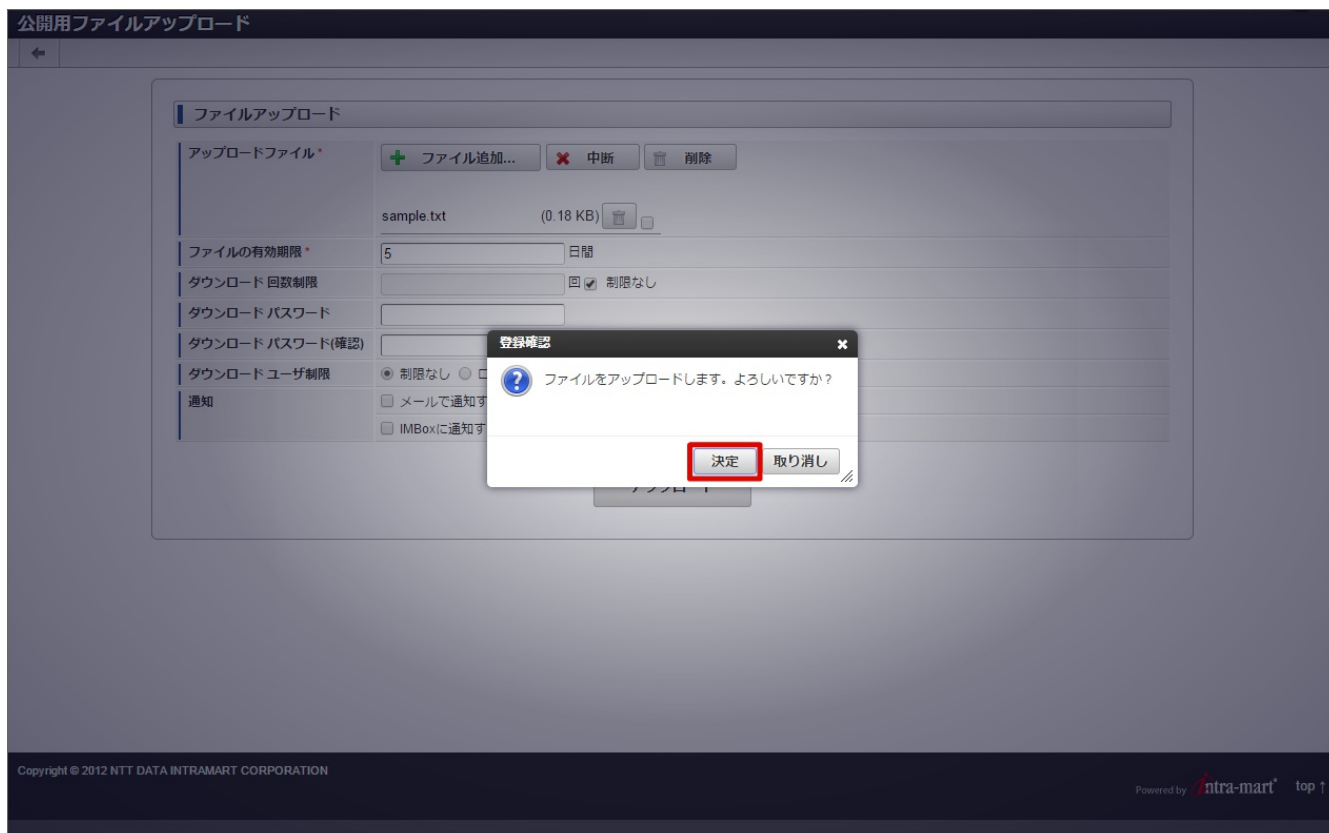 公開用ファイルアップロード
ファイルアップロード
アップロードファイル*
ファイル追加... 中断 削除
sample.txt (0.18 KB)
ファイルの有効期限* 5 日間
ダウンロード 回数制限 回 制限なし
ダウンロード パスワード
ダウンロード パスワード(確認)
ダウンロード ユーザ制限 制限なし
通知 メールで通知す
IMBoxに通知す
登録確認
ファイルをアップロードします。よろしいですか?
決定 取り消し
Copyright © 2012 NTT DATA INTRAMART CORPORATION
Powered by intra-mart top ↑